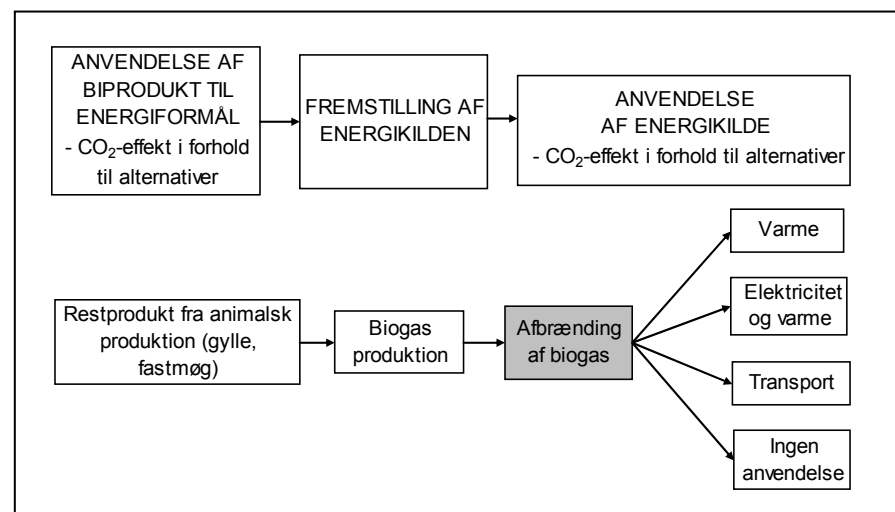 ANVENDELSE AF
BIPRODUKT TIL
ENERGIFORMÅL
- CO₂-effekt i forhold
til alternativer
FREMSTILLING AF
ENERGIKILDEN
ANVENDELSE
AF ENERGIKILDE
- CO₂-effekt i forhold til alternativer
Restprodukt fra animalsk
produktion (gylle,
fastmøg)
Biogas
produktion
Afbrænding
af biogas
Varme
Elektricitet
og varme
Transport
Ingen
anvendelse